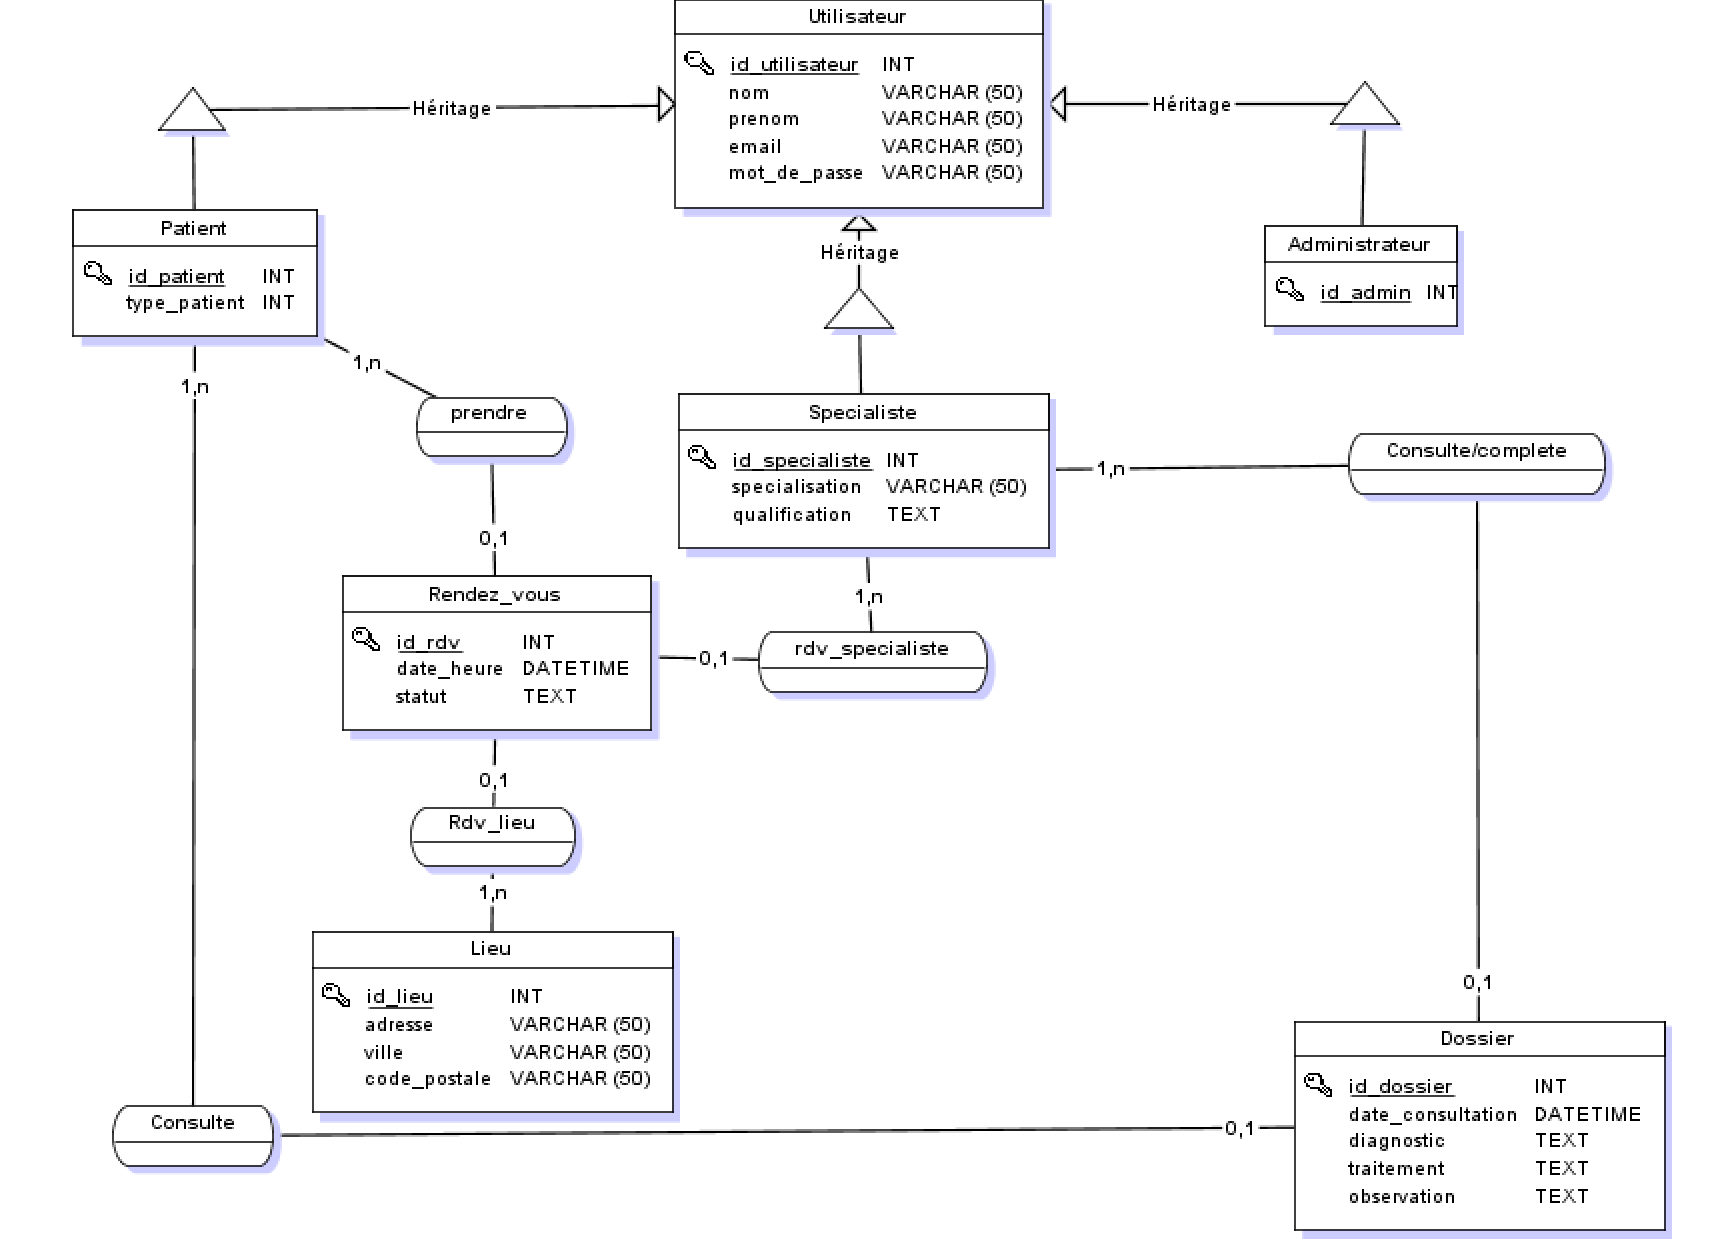 Utilisateur
id_utilisateur INT
nom VARCHAR (50)
prenom VARCHAR (50)
email VARCHAR (50)
mot_de_passe VARCHAR (50)
Héritage
Héritage
Héritage
Patient
id_patient INT
type_patient INT
Administrateur
id_admin INT
1,n
1,n
prendre
0,1
Specialiste
id_specialiste INT
specialisation VARCHAR (50)
qualification TEXT
1,n
Consulte/complete
1,n
rdv_specialiste
0,1
Rendez_vous
id_rdv INT
date_heure DATETIME
statut TEXT
0,1
Rdv_lieu
1,n
Lieu
id_lieu INT
adresse VARCHAR (50)
ville VARCHAR (50)
code_postale VARCHAR (50)
0,1
Dossier
id_dossier INT
date_consultation DATETIME
diagnostic TEXT
traitement TEXT
observation TEXT
Consulte
0,1